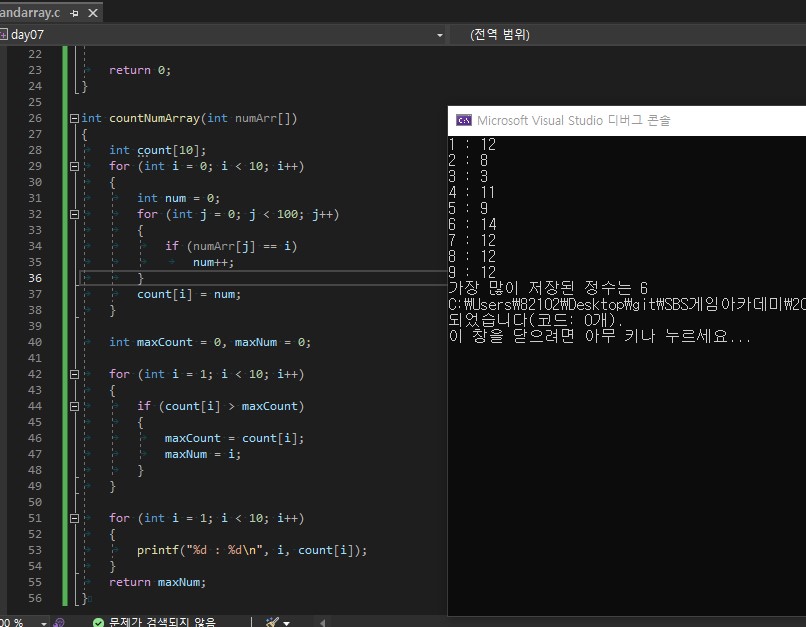 andarray.c
day07
(전역 범위)
22
23 return 0;
24 }
25
26 int countNumArray(int numArr[])
27 {
28 int count[10];
29 for (int i = 0; i < 10; i++)
30 {
31 int num = 0;
32 for (int j = 0; j < 100; j++)
33 {
34 if (numArr[j] == i)
35 num++;
36 }
37 count[i] = num;
38 }
39
40 int maxCount = 0, maxNum = 0;
41
42 for (int i = 1; i < 10; i++)
43 {
44 if (count[i] > maxCount)
45 {
46 maxCount = count[i];
47 maxNum = i;
48 }
49 }
50
51 for (int i = 1; i < 10; i++)
52 {
53 printf("%d : %d\n", i, count[i]);
54 }
55 return maxNum;
56 }
00 %
문제가 검색되지 않음
Microsoft Visual Studio 디버그 콘솔
1 : 12
2 : 8
3 : 3
4 : 11
5 : 9
6 : 14
7 : 12
8 : 12
9 : 12
가장 많이 저장된 정수는 6
C:₩Users₩82102₩Desktop₩git₩SBS게임아카데미₩20
되었습니다(코드: 0개).
이 창을 닫으려면 아무 키나 누르세요...